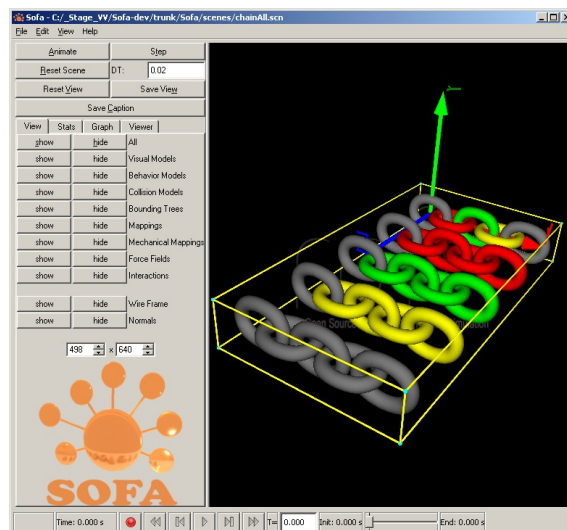 Sofa - C:/_Stage_VV/Sofa-dev/trunk/Sofa/scenes/chainAll.scn
File Edit View Help
Animate Step
Reset Scene DT: 0.02
Reset View Save View
Save Caption
View Stats Graph Viewer
show hide All
show hide Visual Models
show hide Behavior Models
show hide Collision Models
show hide Bounding Trees
show hide Mappings
show hide Mechanical Mappings
show hide Force Fields
show hide Interactions
show hide Wire Frame
show hide Normals
498 x 640
Open Source
SOFA
Time: 0.000 s T= 0.000 Init: 0.000 s End: 0.000 s